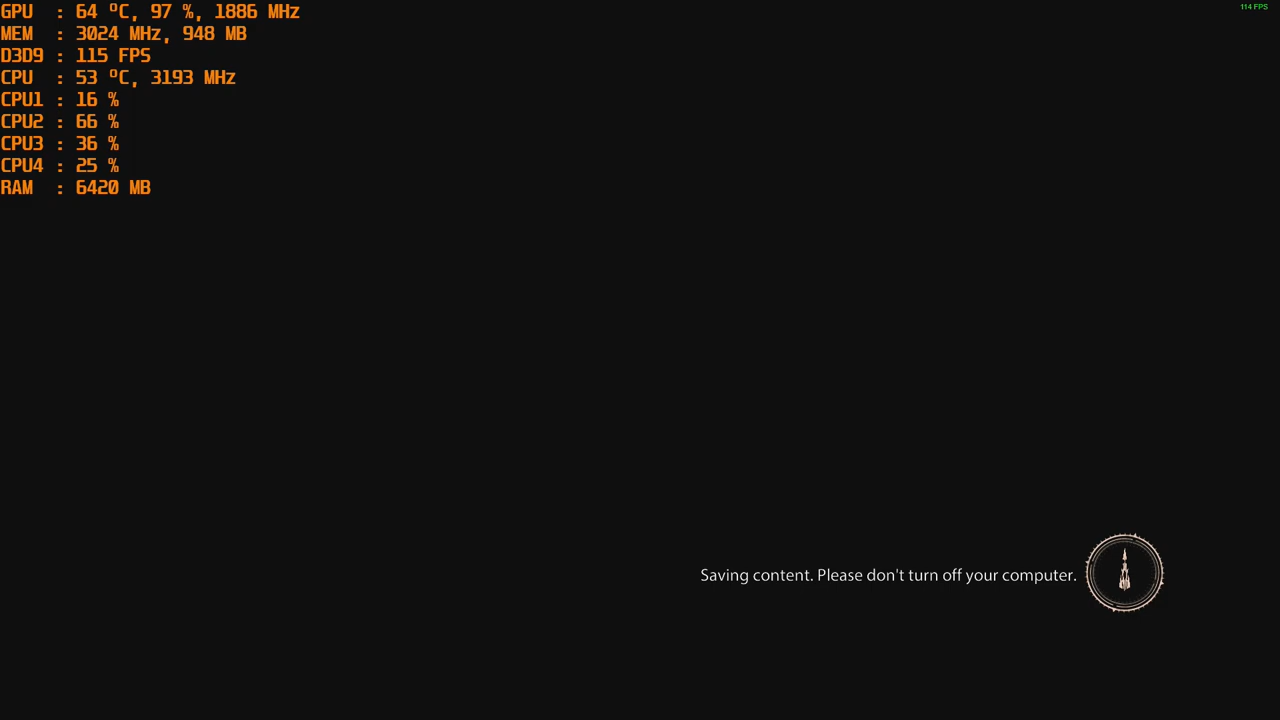 GPU : 64 ºC, 97 %, 1886 MHz
114 FPS
MEM : 3024 MHz, 948 MB
D3D9 : 115 FPS
CPU : 53 ºC, 3193 MHz
CPU1 : 16 %
CPU2 : 66 %
CPU3 : 36 %
CPU4 : 25 %
RAM : 6420 MB
Saving content. Please don't turn off your computer.